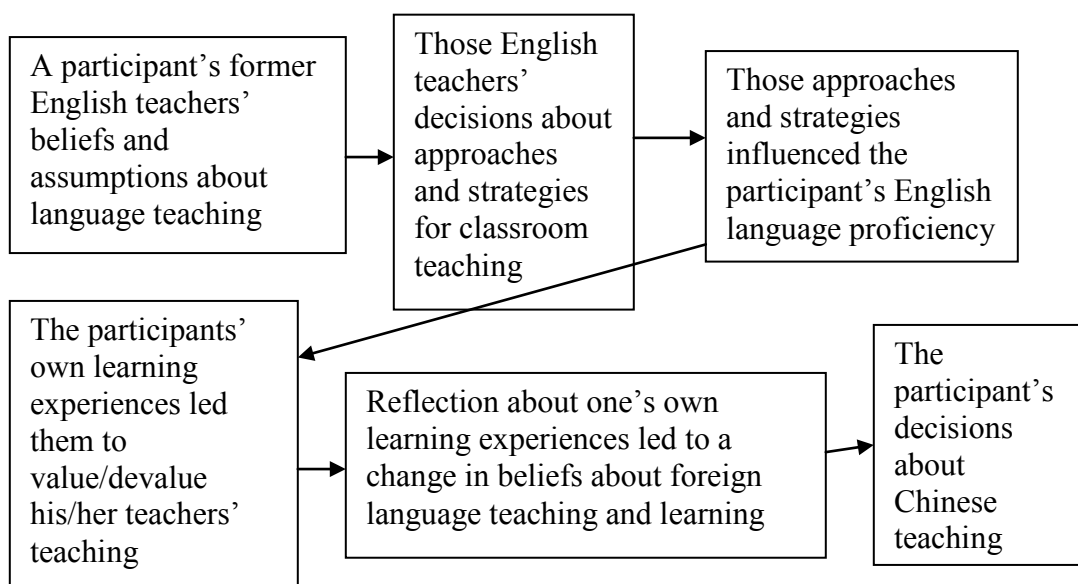 A participant’s former
English teachers’
beliefs and
assumptions about
language teaching
Those English
teachers’
decisions about
approaches
and strategies
for classroom
teaching
Those approaches
and strategies
influenced the
participant’s English
language proficiency
The participants’
own learning
experiences led
them to
value/devalue
his/her teachers’
teaching
Reflection about one’s own
learning experiences led to a
change in beliefs about foreign
language teaching and learning
The
participant’s
decisions
about
Chinese
teaching